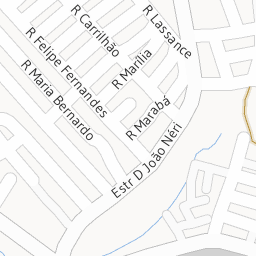 R Lassance
R Carrilhão
R Marília
R Felipe Fernandes
R Maria Bernardo
R Marabá
Estr D João Néri